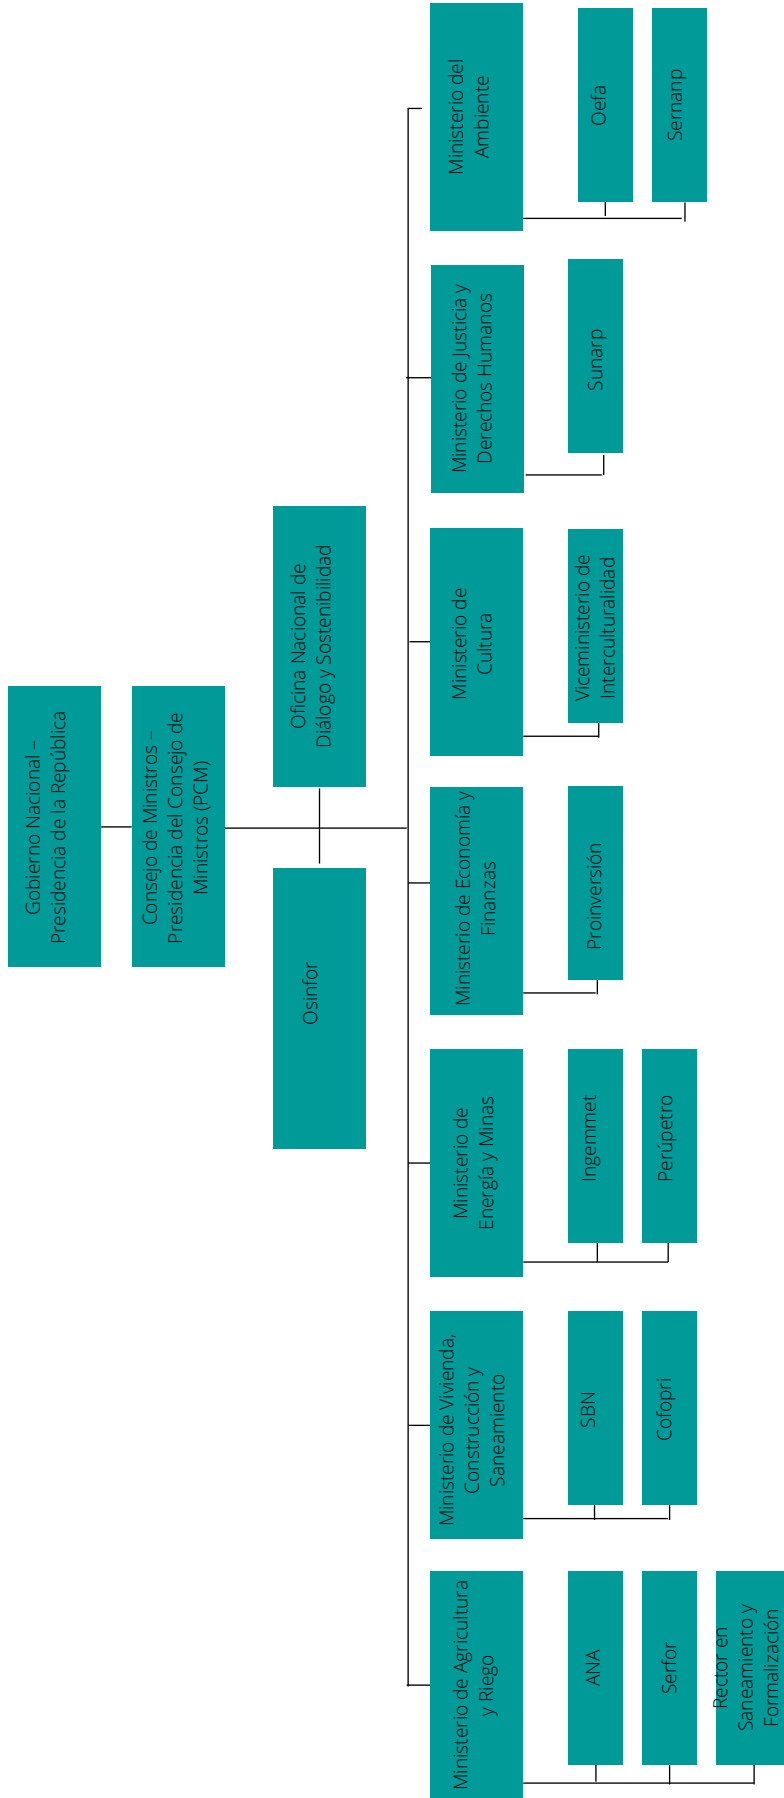 Gobierno Nacional –
Presidencia de la República
Consejo de Ministros –
Presidencia del Consejo de
Ministros (PCM)
Osinfor
Oficina Nacional de
Diálogo y Sostenibilidad
Ministerio de Agricultura
y Riego
ANA
Serfor
Rector en
Saneamiento y
Formalización
Ministerio de Vivienda,
Construcción y
Saneamiento
SBN
Cofopri
Ministerio de
Energía y Minas
Ingemmet
Perúpetro
Ministerio de Economía y
Finanzas
Proinversión
Ministerio de
Cultura
Viceministerio de
Interculturalidad
Ministerio de Justicia y
Derechos Humanos
Sunarp
Ministerio del
Ambiente
Oefa
Sernanp